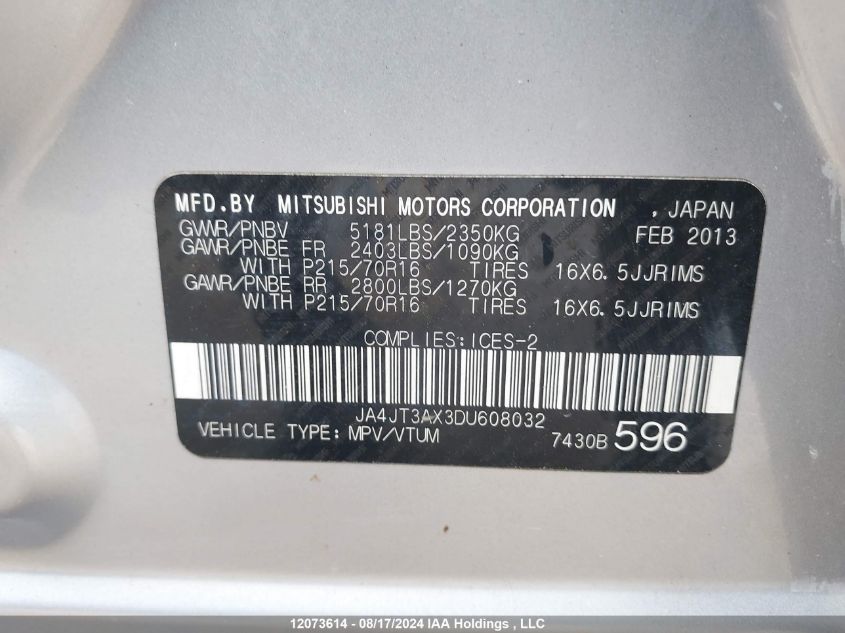 MFD.BY MITSUBISHI MOTORS CORPORATION , JAPAN
GVWR/PNBV 5181LBS/2350KG FEB 2013
GAWR/PNBE FR 2403LBS/1090KG
WITH P215/70R16 TIRES 16X6.5JJRIMS
GAWR/PNBE RR 2800LBS/1270KG
WITH P215/70R16 TIRES 16X6.5JJRIMS
COMPLIES:ICES-2
JA4JT3AX3DU608032
VEHICLE TYPE:MPV/VTUM 7430B 596
12073614 - 08/17/2024 IAA Holdings , LLC